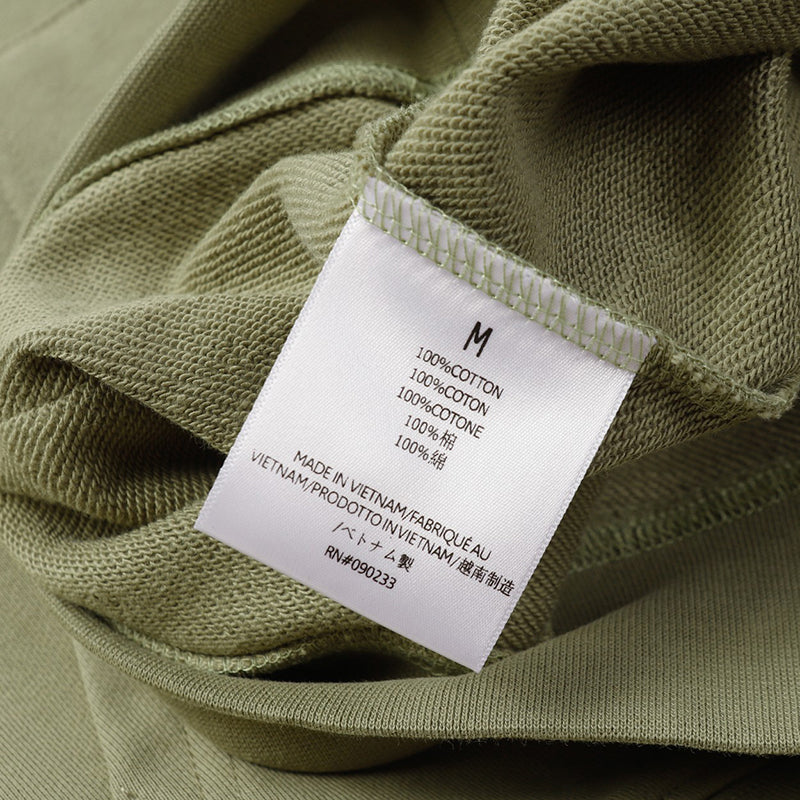 M
100%COTTON
100%COTON
100%COTONE
100%棉
100%綿
MADE IN VIETNAM/FABRIQUÉ AU
VIETNAM/PRODOTTO IN VIETNAM/越南制造
/ベトナム製
RN#090233